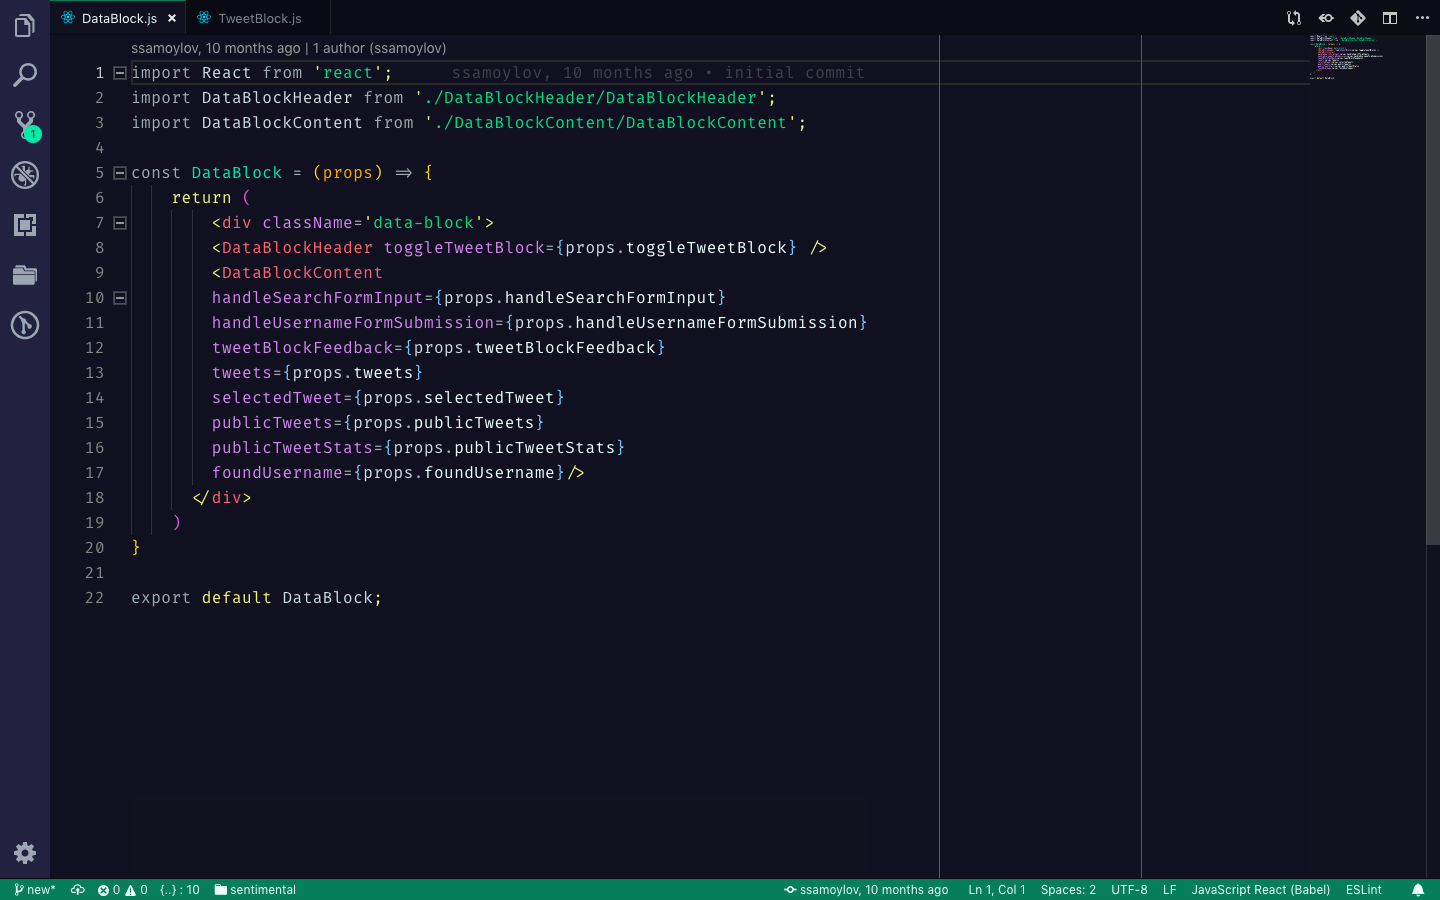 DataBlock.js × TweetBlock.js
ssamoylov, 10 months ago | 1 author (ssamoylov)
1 import React from 'react'; ssamoylov, 10 months ago • initial commit
2 import DataBlockHeader from './DataBlockHeader/DataBlockHeader';
3 import DataBlockContent from './DataBlockContent/DataBlockContent';
4
5 const DataBlock = (props) => {
6 return (
7 <div className='data-block'>
8 <DataBlockHeader toggleTweetBlock={props.toggleTweetBlock} />
9 <DataBlockContent
10 handleSearchFormInput={props.handleSearchFormInput}
11 handleUsernameFormSubmission={props.handleUsernameFormSubmission}
12 tweetBlockFeedback={props.tweetBlockFeedback}
13 tweets={props.tweets}
14 selectedTweet={props.selectedTweet}
15 publicTweets={props.publicTweets}
16 publicTweetStats={props.publicTweetStats}
17 foundUsername={props.foundUsername}/>
18 </div>
19 )
20 }
21
22 export default DataBlock;
1
new* 0 0 {..} : 10 sentimental ssamoylov, 10 months ago Ln 1, Col 1 Spaces: 2 UTF-8 LF JavaScript React (Babel) ESLint